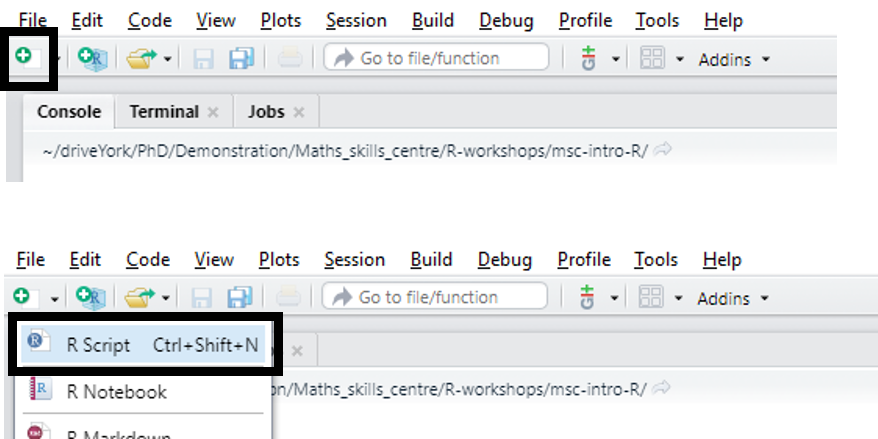 File Edit Code View Plots Session Build Debug Profile Tools Help
Go to file/function Addins
Console Terminal Jobs
~/driveYork/PhD/Demonstration/Maths_skills_centre/R-workshops/msc-intro-R/
File Edit Code View Plots Session Build Debug Profile Tools Help
Go to file/function Addins
R Script Ctrl+Shift+N
R Notebook on/Maths_skills_centre/R-workshops/msc-intro-R/
R Markdown